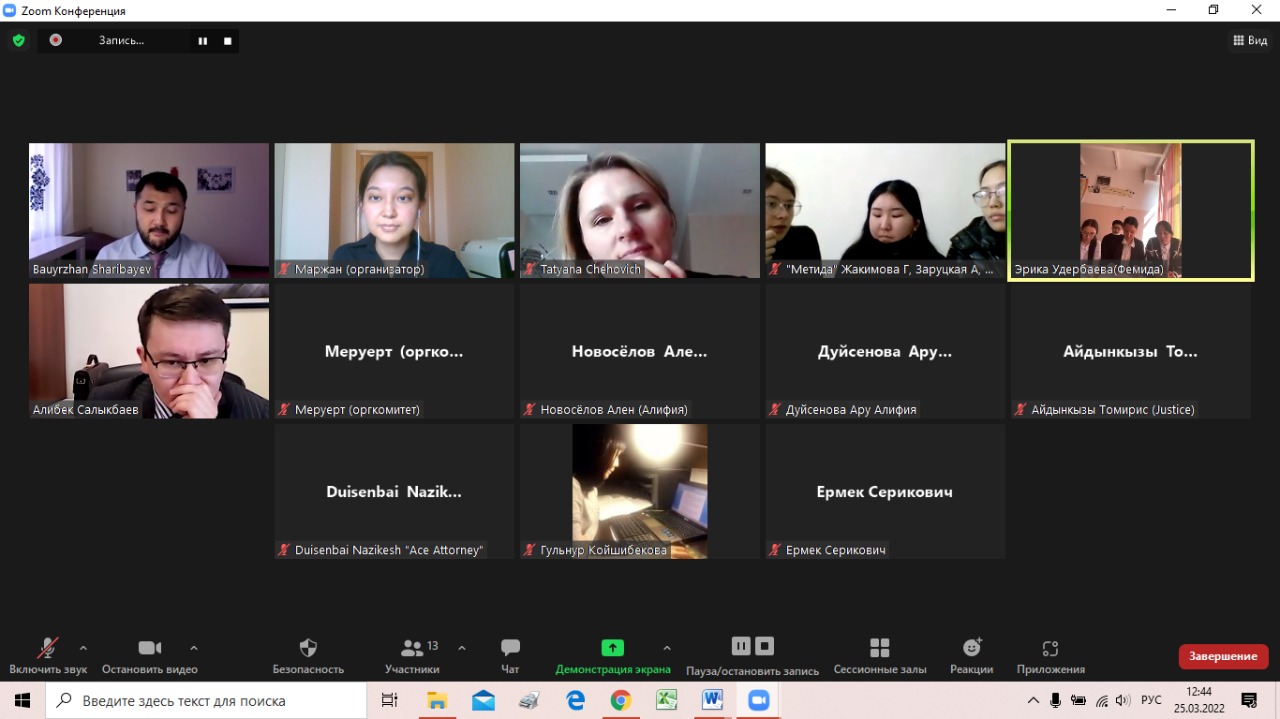 Zoom Конференция
Запись...
Вид
Bauyrzhan Sharibayev
Маржан (организатор)
Tatyana Chehovich
"Метида" Жакимова Г, Заруцкая А, ...
Эрика Удербаева(Фемида)
Алибек Салыкбаев
Меруерт (оргко...
Меруерт (оргкомитет)
Новосёлов Але...
Новосёлов Ален (Алифия)
Дуйсенова Ару...
Дуйсенова Ару Алифия
Айдынкызы То...
Айдынкызы Томирис (Justice)
Duisenbai Nazik...
Duisenbai Nazikesh "Ace Attorney"
Гульнур Койшибекова
Ермек Серикович
Ермек Серикович
Включить звук
Остановить видео
Безопасность
13
Участники
Чат
Демонстрация экрана
Пауза/остановить запись
Сессионные залы
Реакции
Приложения
Завершение
Введите здесь текст для поиска
РУС
12:44
25.03.2022